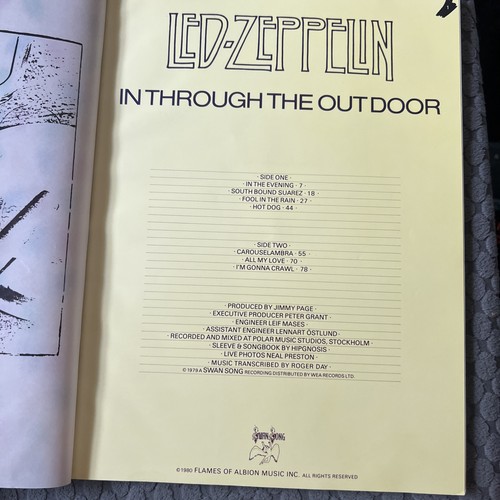 LED-ZEPPELIN
IN THROUGH THE OUT DOOR
· SIDE ONE ·
· IN THE EVENING · 7 ·
SOUTH BOUND SUAREZ · 18 ·
· FOOL IN THE RAIN · 27 ·
· HOT DOG · 44 ·
· SIDE TWO ·
· CAROUSELAMBRA · 55 ·
· ALL MY LOVE · 70 ·
· I'M GONNA CRAWL · 78 ·
· PRODUCED BY JIMMY PAGE ·
· EXECUTIVE PRODUCER PETER GRANT ·
· ENGINEER LEIF MASES ·
· ASSISTANT ENGINEER LENNART ÖSTLUND ·
· RECORDED AND MIXED AT POLAR MUSIC STUDIOS, STOCKHOLM ·
· SLEEVE & SONGBOOK BY HIPGNOSIS ·
· LIVE PHOTOS NEAL PRESTON ·
· MUSIC TRANSCRIBED BY ROGER DAY ·
© 1979 A SWAN SONG RECORDING DISTRIBUTED BY WEA RECORDS LTD.
SWAN SONG
© 1980 FLAMES OF ALBION MUSIC INC. ALL RIGHTS RESERVED